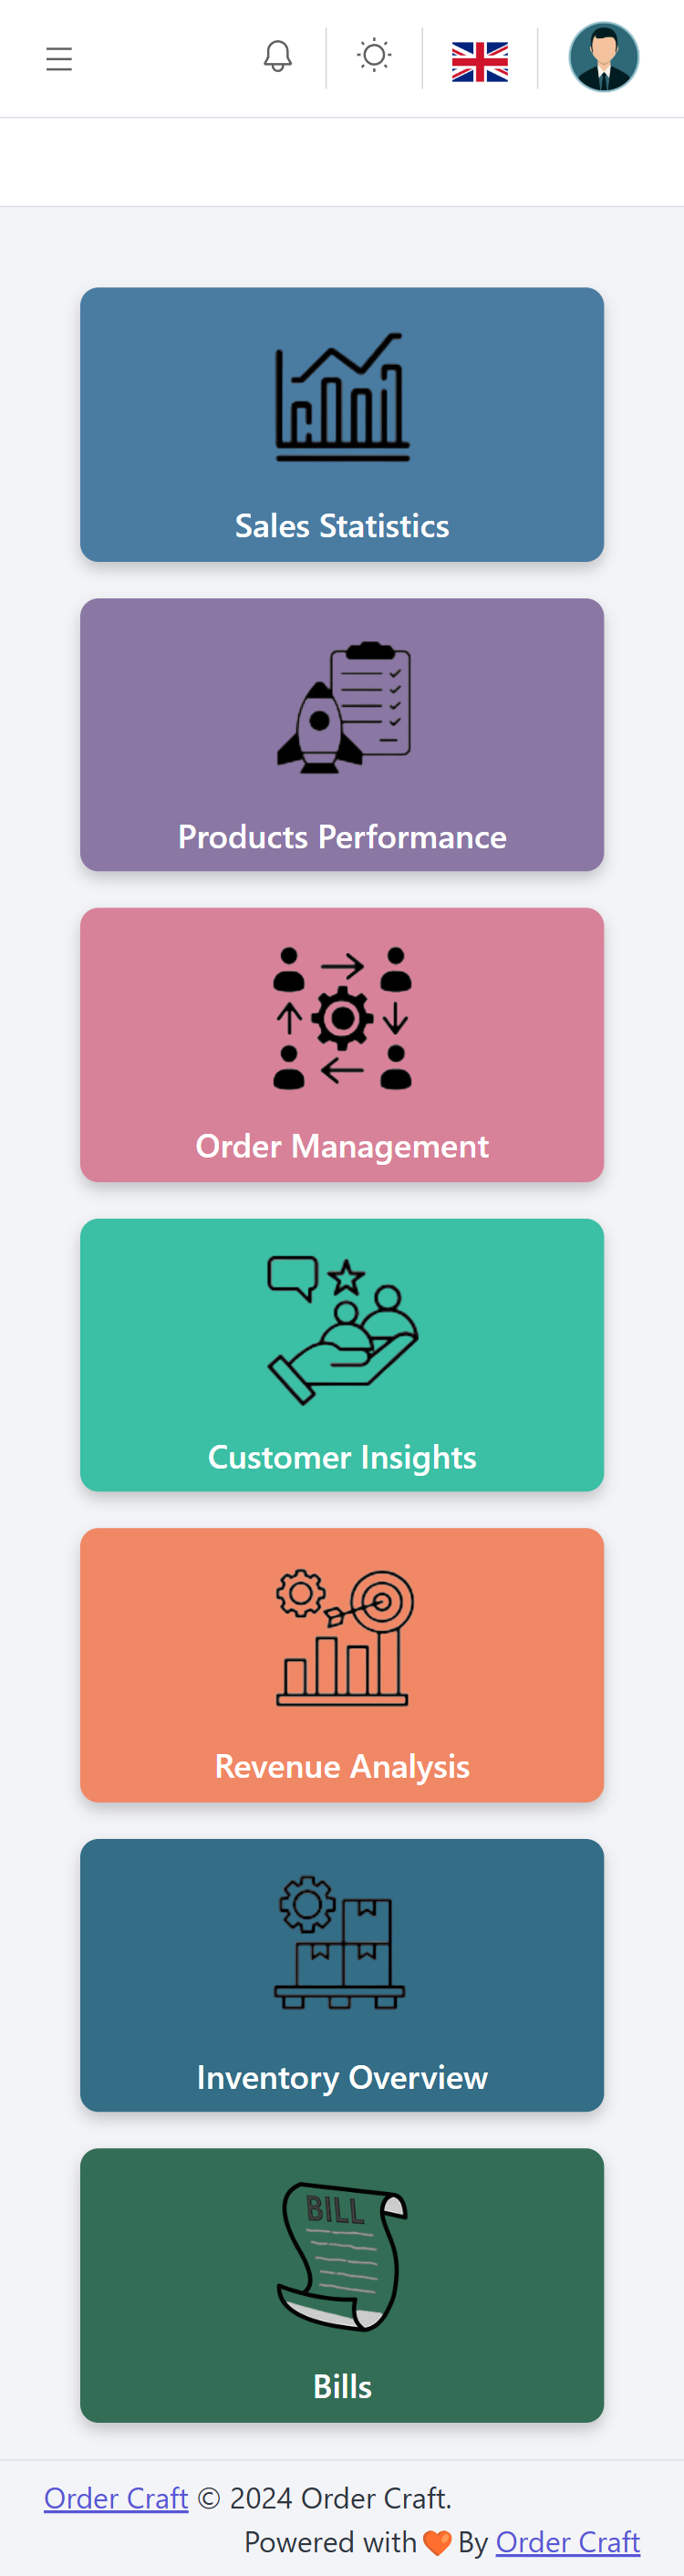 Sales Statistics
Products Performance
Order Management
Customer Insights
Revenue Analysis
Inventory Overview
BILL
Bills
Order Craft © 2024 Order Craft.
Powered with 🧡 By Order Craft